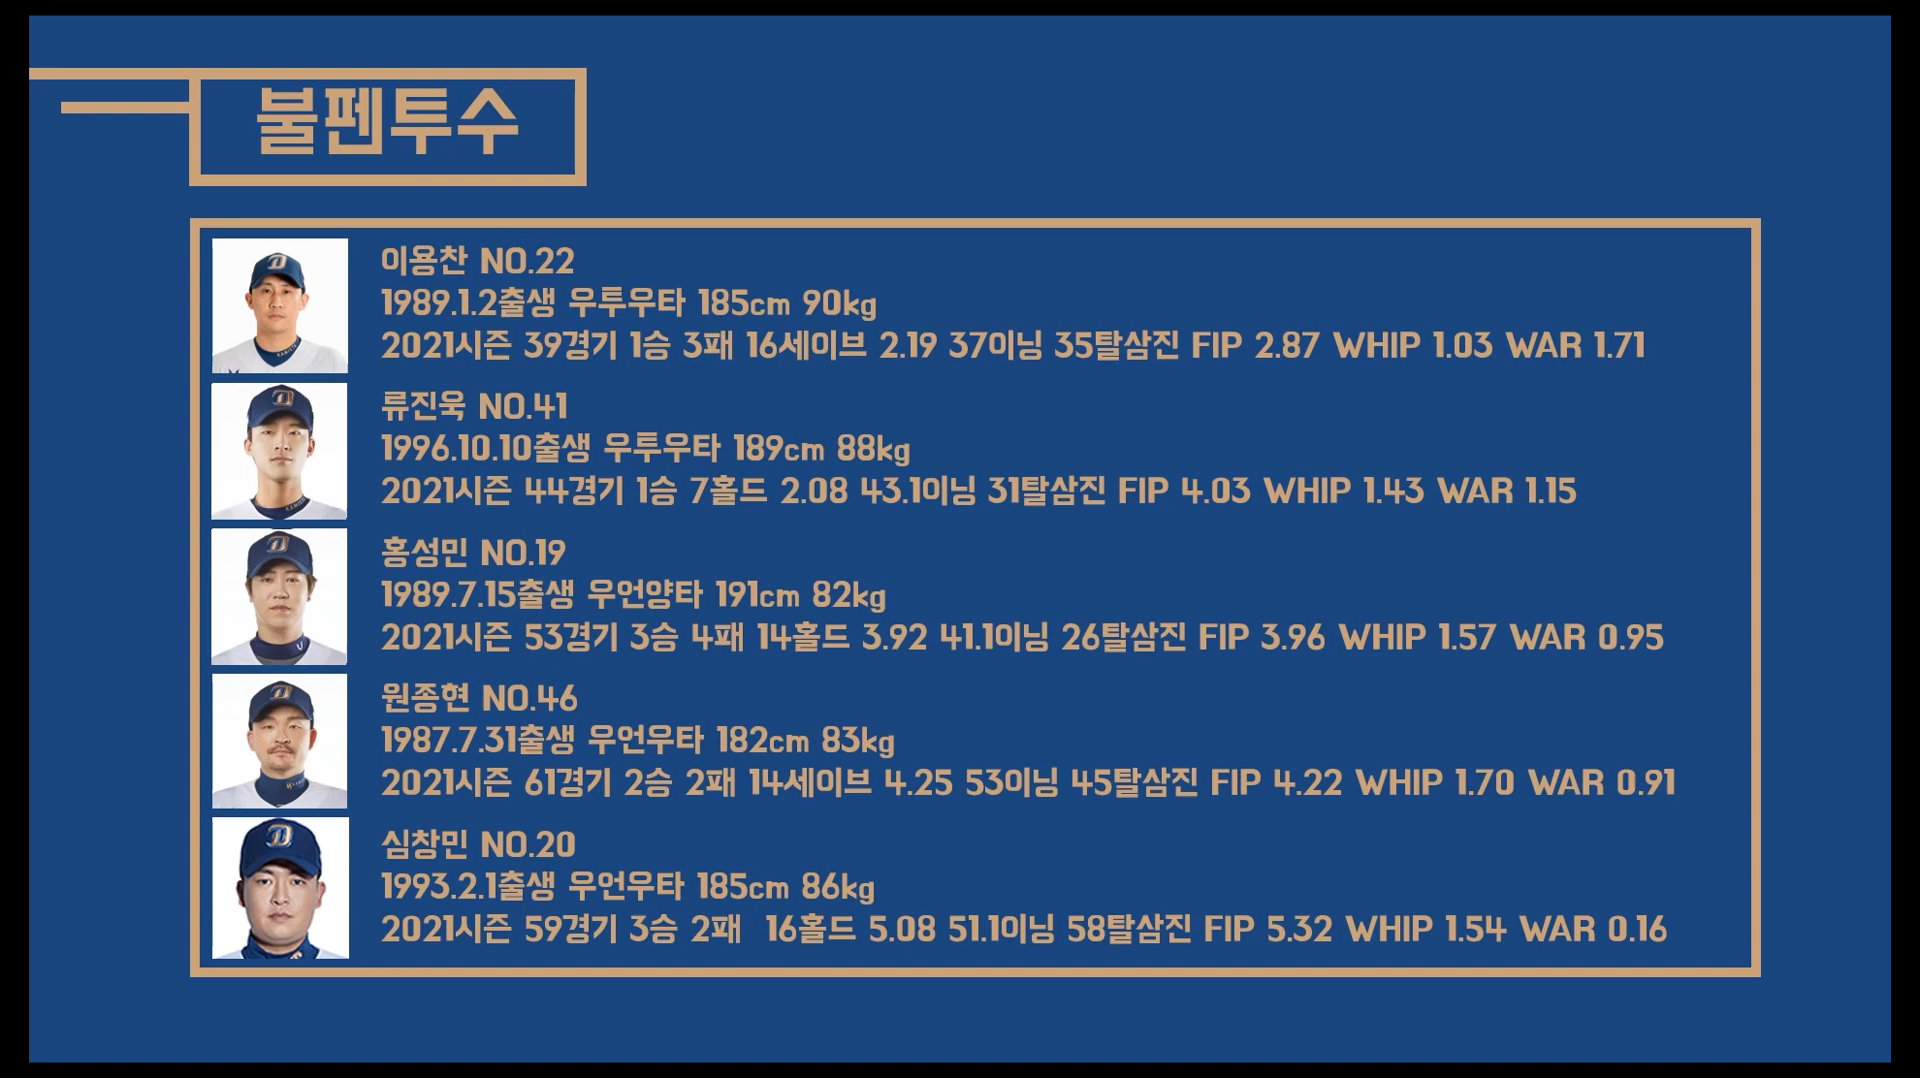 불펜투수
이용찬 NO.22
1989.1.2출생 우투우타 185cm 90kg
2021시즌 39경기 1승 3패 16세이브 2.19 37이닝 35탈삼진 FIP 2.87 WHIP 1.03 WAR 1.71
류진욱 NO.41
1996.10.10출생 우투우타 189cm 88kg
2021시즌 44경기 1승 7홀드 2.08 43.1이닝 31탈삼진 FIP 4.03 WHIP 1.43 WAR 1.15
홍성민 NO.19
1989.7.15출생 우언양타 191cm 82kg
2021시즌 53경기 3승 4패 14홀드 3.92 41.1이닝 26탈삼진 FIP 3.96 WHIP 1.57 WAR 0.95
원종현 NO.46
1987.7.31출생 우언우타 182cm 83kg
2021시즌 61경기 2승 2패 14세이브 4.25 53이닝 45탈삼진 FIP 4.22 WHIP 1.70 WAR 0.91
심창민 NO.20
1993.2.1출생 우언우타 185cm 86kg
2021시즌 59경기 3승 2패 16홀드 5.08 51.1이닝 58탈삼진 FIP 5.32 WHIP 1.54 WAR 0.16